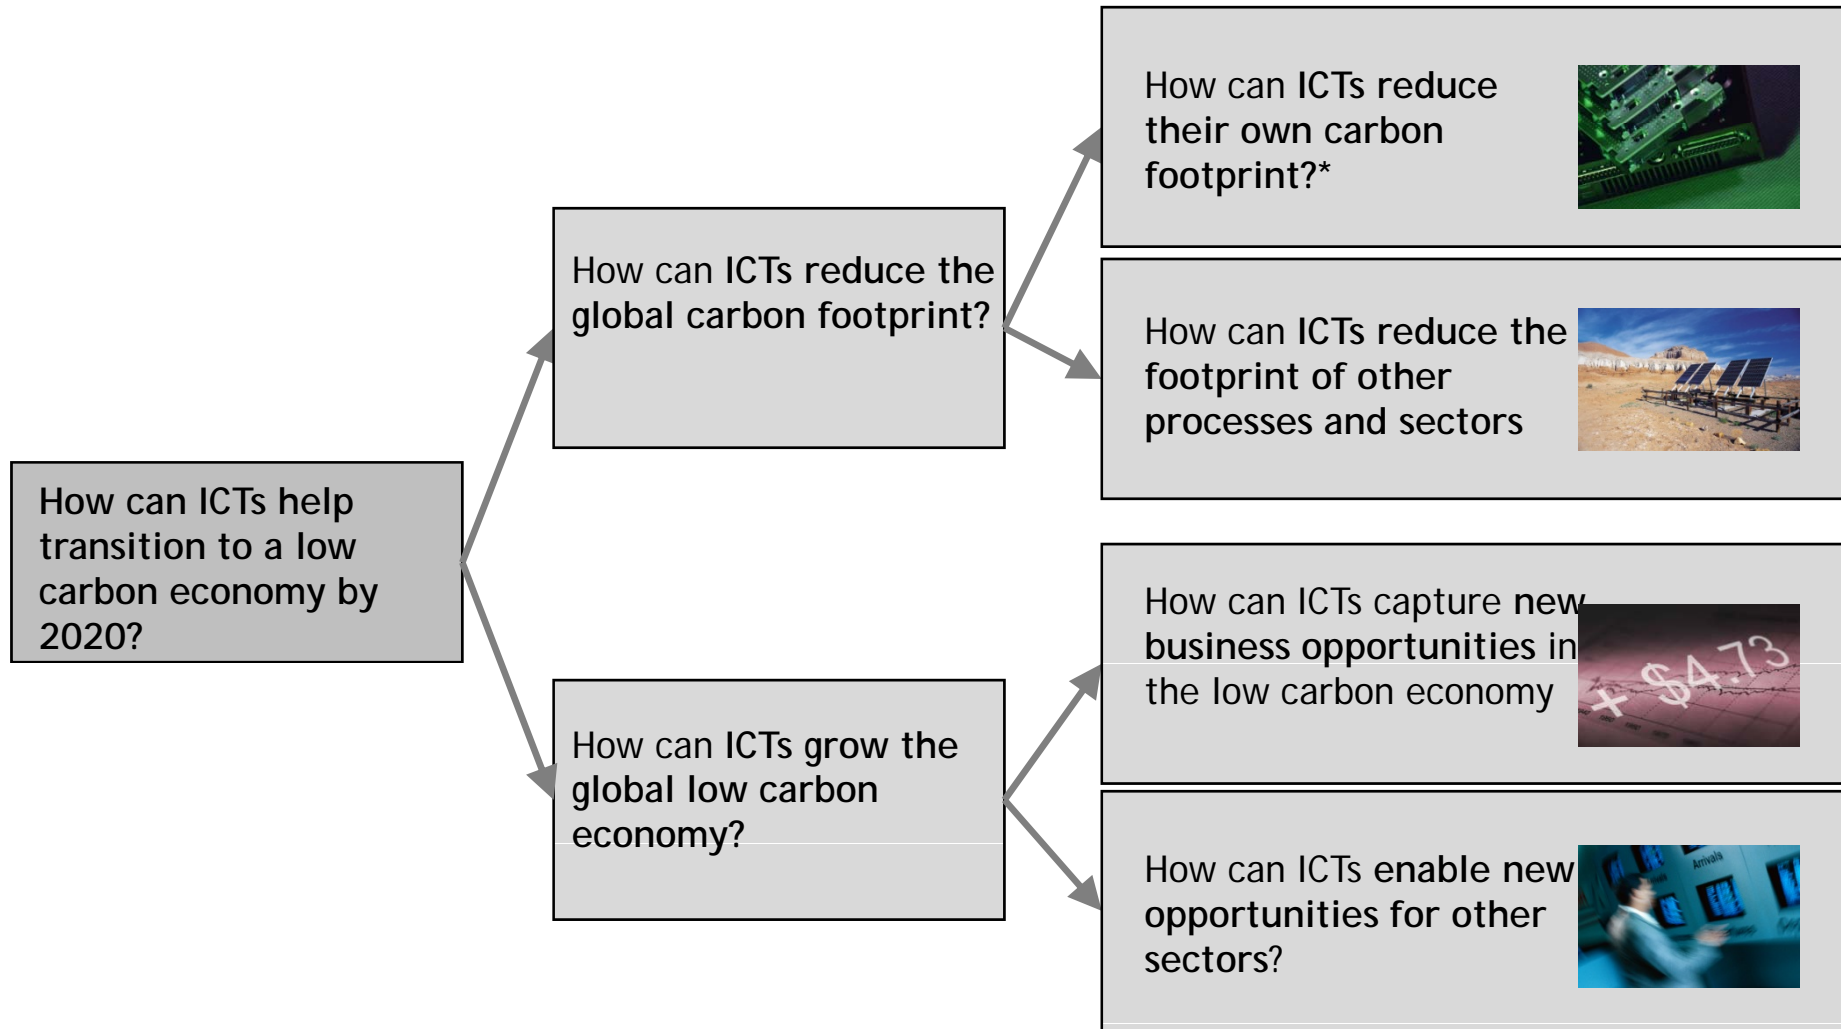 How can ICTs help
transition to a low
carbon economy by
2020?
How can ICTs reduce the
global carbon footprint?
How can ICTs grow the
global low carbon
economy?
How can ICTs reduce
their own carbon
footprint?*
How can ICTs reduce the
footprint of other
processes and sectors
How can ICTs capture new
business opportunities in
the low carbon economy
+ $4.73
How can ICTs enable new
opportunities for other
sectors?
Arrivals